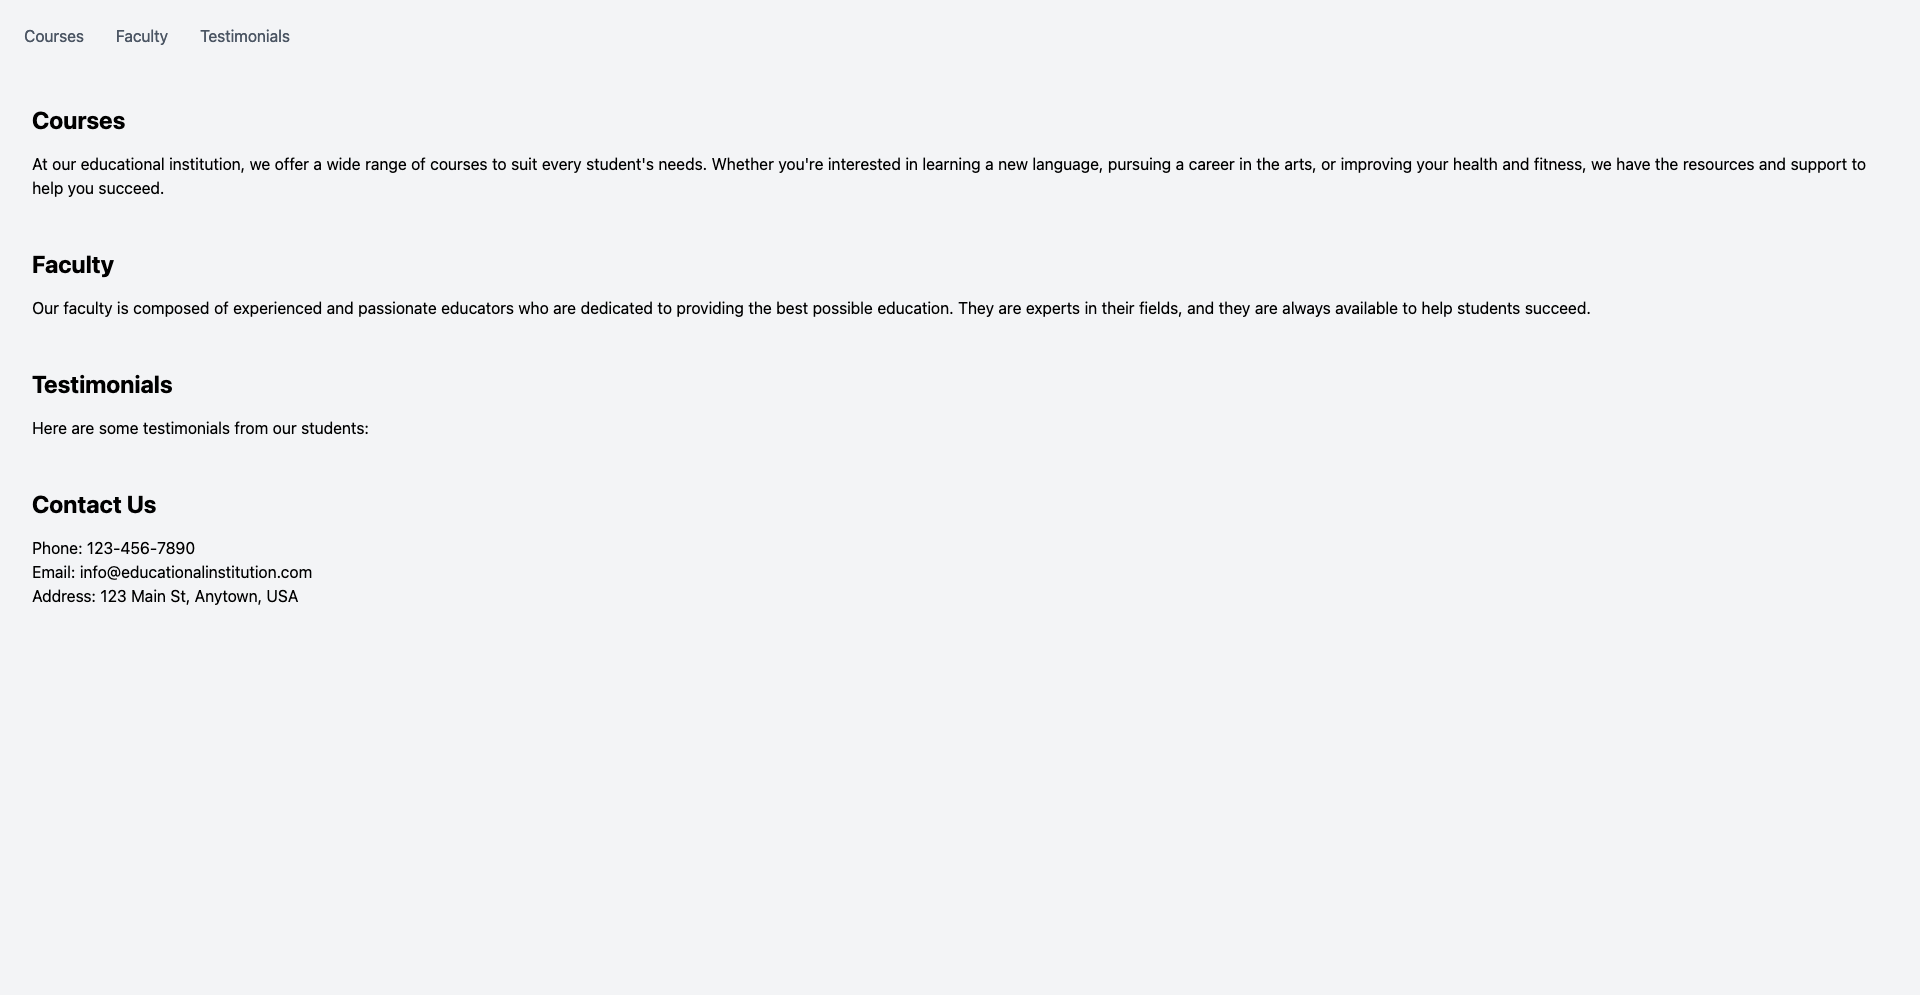 Courses Faculty Testimonials
Courses
At our educational institution, we offer a wide range of courses to suit every student's needs. Whether you're interested in learning a new language, pursuing a career in the arts, or improving your health and fitness, we have the resources and support to
help you succeed.
Faculty
Our faculty is composed of experienced and passionate educators who are dedicated to providing the best possible education. They are experts in their fields, and they are always available to help students succeed.
Testimonials
Here are some testimonials from our students:
Contact Us
Phone: 123-456-7890
Email: info@educationalinstitution.com
Address: 123 Main St, Anytown, USA